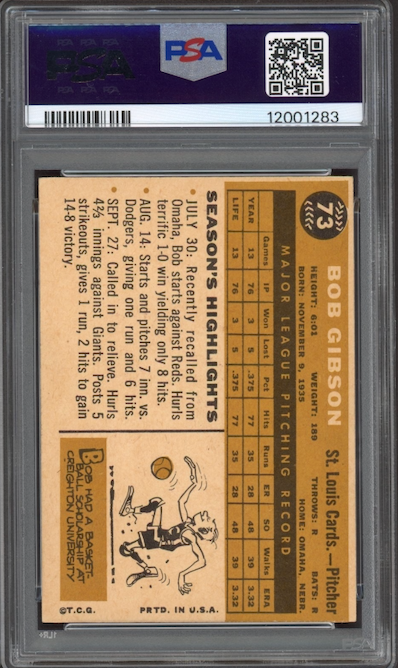 PSA
PSA
12001283
73
BOB GIBSON
St. Louis Cards.—Pitcher
HEIGHT: 6:01 WEIGHT: 189 THROWS: R BATS: R
BORN: NOVEMBER 9, 1935 HOME: OMAHA, NEBR.
MAJOR LEAGUE PITCHING RECORD
Games IP Won Lost Pct Hits Runs ER SO Walks ERA
YEAR 13 76 3 5 .375 77 35 28 48 39 3.32
LIFE 13 76 3 5 .375 77 35 28 48 39 3.32
SEASON'S HIGHLIGHTS
• JULY 30: Recently recalled from
Omaha, Bob starts against Reds. Hurls
terrific 1-0 win yielding only 8 hits.
• AUG. 14: Starts and pitches 7 inn. vs.
Dodgers, giving one run and 6 hits.
• SEPT. 27: Called in to relieve. Hurls
4⅔ innings against Giants. Posts 5
strikeouts, gives 1 run, 2 hits to gain
14-8 victory.
BOB HAD A BASKET-
BALL SCHOLARSHIP AT
CREIGHTON UNIVERSITY
©T.C.G. PRTD. IN U.S.A.